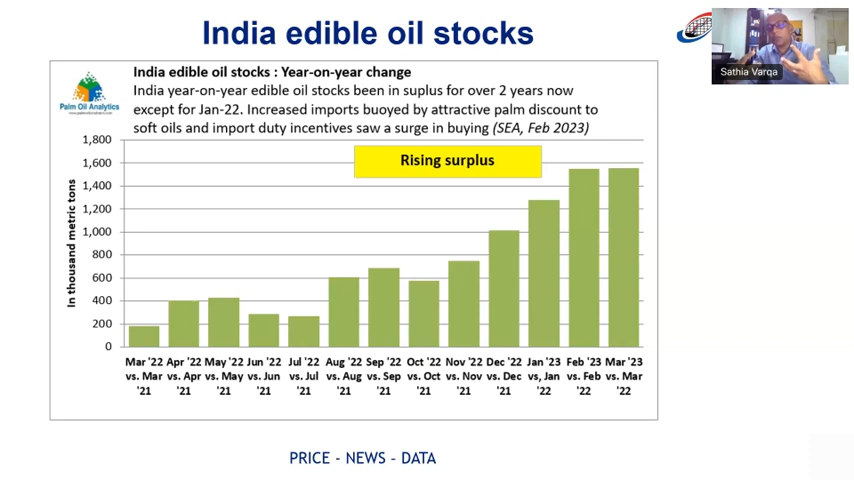 India edible oil stocks
Sathia Varqa
India edible oil stocks : Year-on-year change
India year-on-year edible oil stocks been in suplus for over 2 years now
except for Jan-22. Increased imports buoyed by attractive palm discount to
soft oils and import duty incentives saw a surge in buying (SEA, Feb 2023)
Palm Oil Analytics
Rising surplus
In thousand metric tons
1,800
1,600
1,400
1,200
1,000
800
600
400
200
0
Mar '22 Apr '22 May '22 Jun '22 Jul '22 Aug '22 Sep '22 Oct '22 Nov '22 Dec '22 Jan '23 Feb '23 Mar '23
vs. Mar vs. Apr vs. May vs. Jun vs. Jul vs. Aug vs. Sep vs. Oct vs. Nov vs. Dec vs, Jan vs. Feb vs. Mar
'21 '21 '21 '21 '21 '21 '21 '21 '21 '21 '22 '22 '22
PRICE - NEWS - DATA